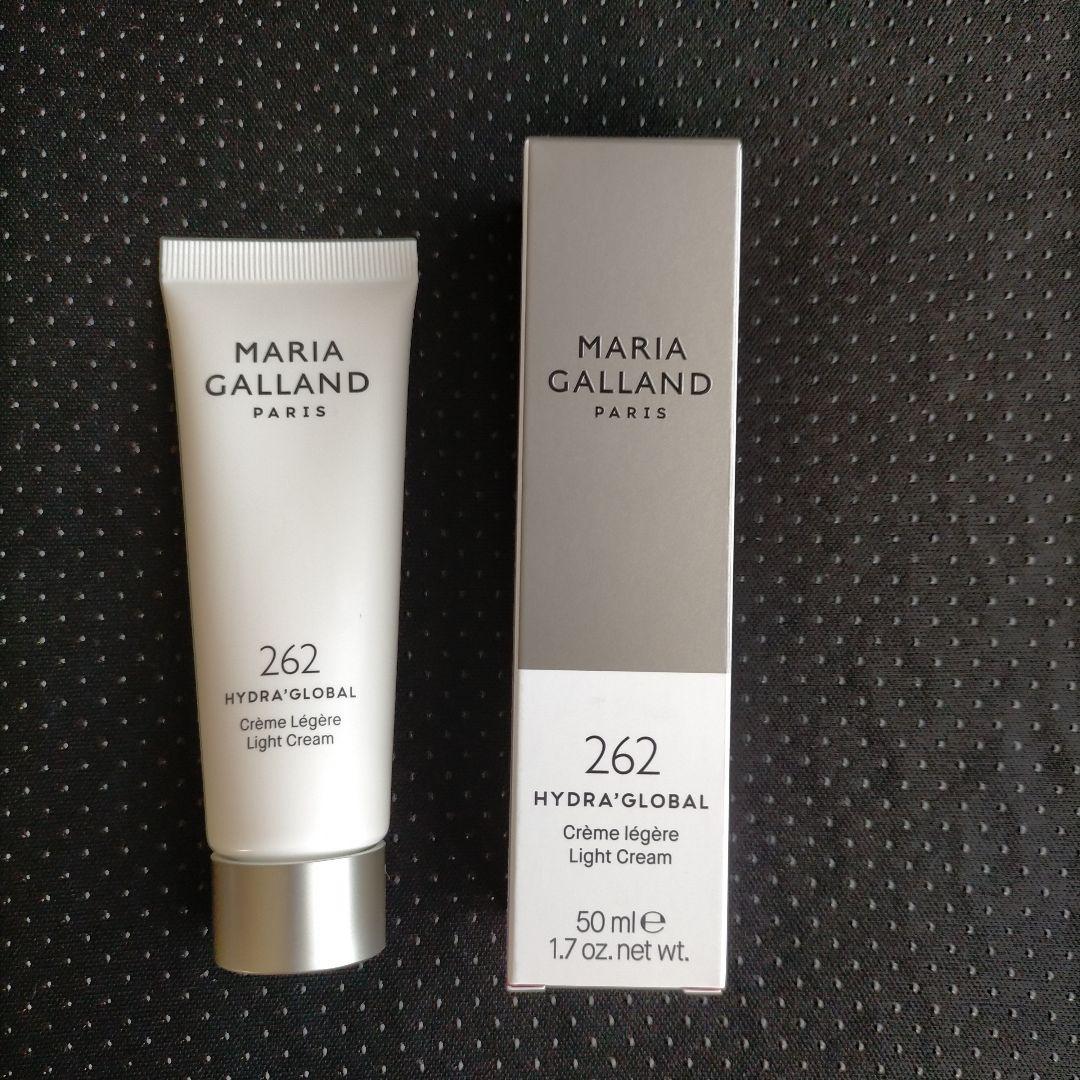 MARIA
GALLAND
PARIS
262
HYDRA'GLOBAL
Crème Légère
Light Cream
MARIA
GALLAND
PARIS
262
HYDRA'GLOBAL
Crème légère
Light Cream
50 ml ℮
1.7 oz. net wt.